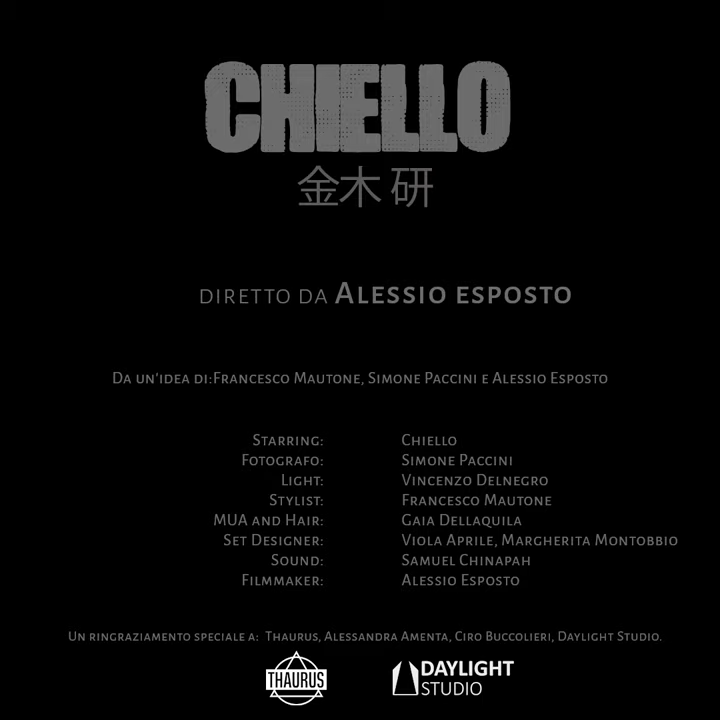 CHIELLO
金木研
DIRETTO DA ALESSIO ESPOSTO
DA UN'IDEA DI:FRANCESCO MAUTONE, SIMONE PACCINI E ALESSIO ESPOSTO
STARRING: CHIELLO
FOTOGRAFO: SIMONE PACCINI
LIGHT: VINCENZO DELNEGRO
STYLIST: FRANCESCO MAUTONE
MUA AND HAIR: GAIA DELLAQUILA
SET DESIGNER: VIOLA APRILE, MARGHERITA MONTOBBIO
SOUND: SAMUEL CHINAPAH
FILMMAKER: ALESSIO ESPOSTO
UN RINGRAZIAMENTO SPECIALE A: THAURUS, ALESSANDRA AMENTA, CIRO BUCCOLIERI, DAYLIGHT STUDIO.
THAURUS
DAYLIGHT
STUDIO